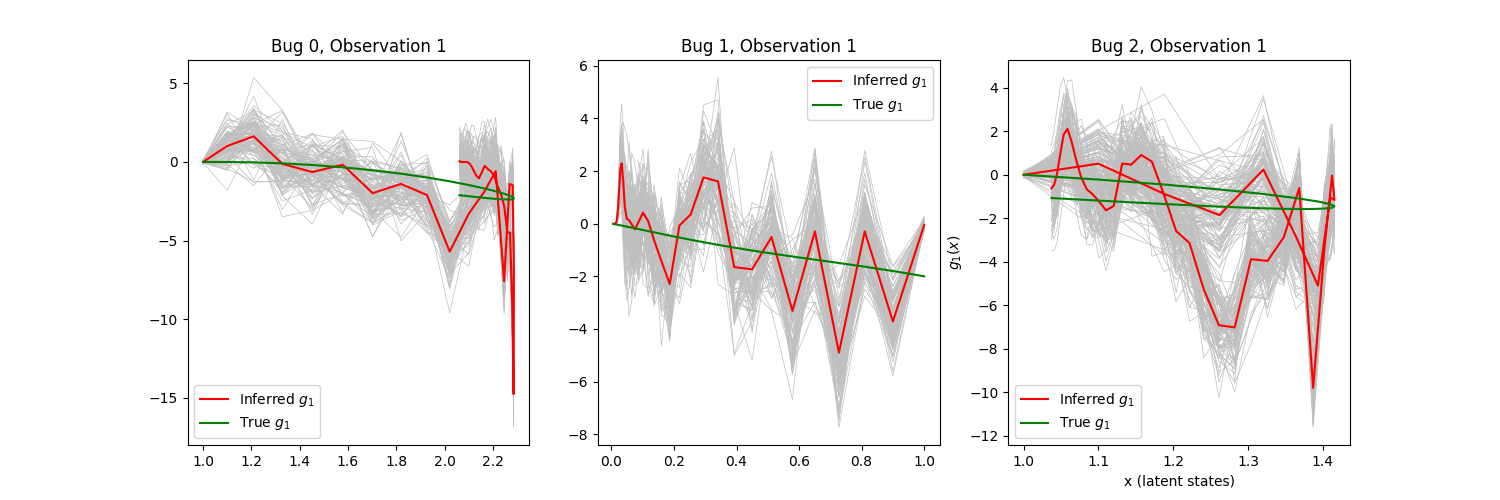 Bug 0, Observation 1
5
0
−5
−10
−15
Inferred g₁
True g₁
1.0 1.2 1.4 1.6 1.8 2.0 2.2
Bug 1, Observation 1
6
4
2
0
−2
−4
−6
−8
Inferred g₁
True g₁
0.0 0.2 0.4 0.6 0.8 1.0
Bug 2, Observation 1
g₁(x)
4
2
0
−2
−4
−6
−8
−10
−12
Inferred g₁
True g₁
1.0 1.1 1.2 1.3 1.4
x (latent states)